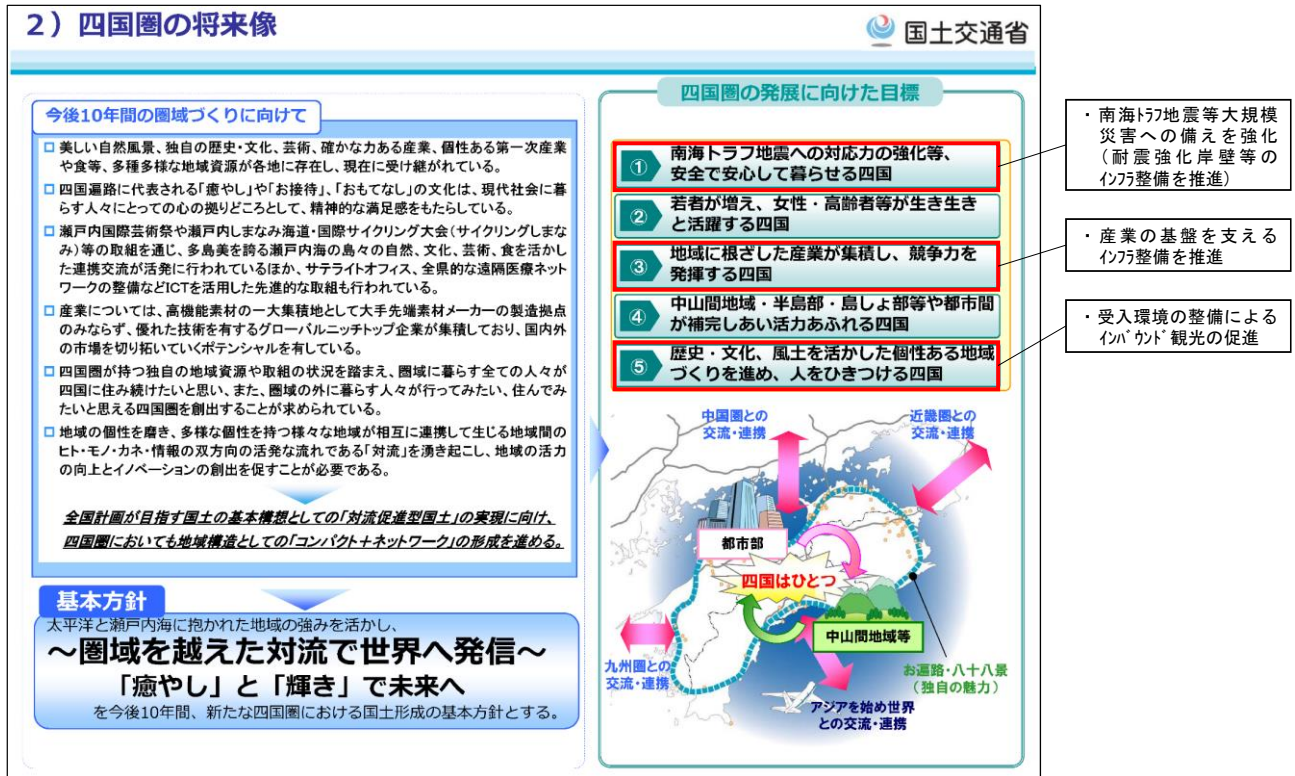 2）四国圏の将来像
国土交通省
今後10年間の圏域づくりに向けて
□ 美しい自然風景、独自の歴史・文化、芸術、確かな力ある産業、個性ある第一次産業
や食等、多種多様な地域資源が各地に存在し、現在に受け継がれている。
□ 四国遍路に代表される「癒やし」や「お接待」、「おもてなし」の文化は、現代社会に暮
らす人々にとっての心の拠りどころとして、精神的な満足感をもたらしている。
□ 瀬戸内国際芸術祭や瀬戸内しまなみ海道・国際サイクリング大会（サイクリングしまな
み）等の取組を通じ、多島美を誇る瀬戸内海の島々の自然、文化、芸術、食を活かし
た連携交流が活発に行われているほか、サテライトオフィス、全県的な遠隔医療ネット
ワークの整備などICTを活用した先進的な取組も行われている。
□ 産業については、高機能素材の一大集積地として大手先端素材メーカーの製造拠点
のみならず、優れた技術を有するグローバルニッチトップ企業が集積しており、国内外
の市場を切り拓いていくポテンシャルを有している。
□ 四国圏が持つ独自の地域資源や取組の状況を踏まえ、圏域に暮らす全ての人々が
四国に住み続けたいと思い、また、圏域の外に暮らす人々が行ってみたい、住んでみ
たいと思える四国圏を創出することが求められている。
□ 地域の個性を磨き、多様な個性を持つ様々な地域が相互に連携して生じる地域間の
ヒト・モノ・カネ・情報の双方向の活発な流れである「対流」を湧き起こし、地域の活力
の向上とイノベーションの創出を促すことが必要である。
全国計画が目指す国土の基本構想としての「対流促進型国土」の実現に向け、
四国圏においても地域構造としての「コンパクト＋ネットワーク」の形成を進める。
基本方針
太平洋と瀬戸内海に抱かれた地域の強みを活かし、
～圏域を越えた対流で世界へ発信～
「癒やし」と「輝き」で未来へ
を今後10年間、新たな四国圏における国土形成の基本方針とする。
四国圏の発展に向けた目標
① 南海トラフ地震への対応力の強化等、
安全で安心して暮らせる四国
② 若者が増え、女性・高齢者等が生き生き
と活躍する四国
③ 地域に根ざした産業が集積し、競争力を
発揮する四国
④ 中山間地域・半島部・島しょ部等や都市間
が補完しあい活力あふれる四国
⑤ 歴史・文化、風土を活かした個性ある地域
づくりを進め、人をひきつける四国
中国圏との
交流・連携
近畿圏との
交流・連携
都市部
四国はひとつ
中山間地域等
九州圏との
交流・連携
お遍路・八十八景
（独自の魅力）
アジアを始め世界
との交流・連携
・南海ﾄﾗﾌ地震等大規模
災害への備えを強化
（耐震強化岸壁等の
ｲﾝﾌﾗ整備を推進）
・産業の基盤を支える
ｲﾝﾌﾗ整備を推進
・受入環境の整備による
ｲﾝﾊﾞｳﾝﾄﾞ観光の促進